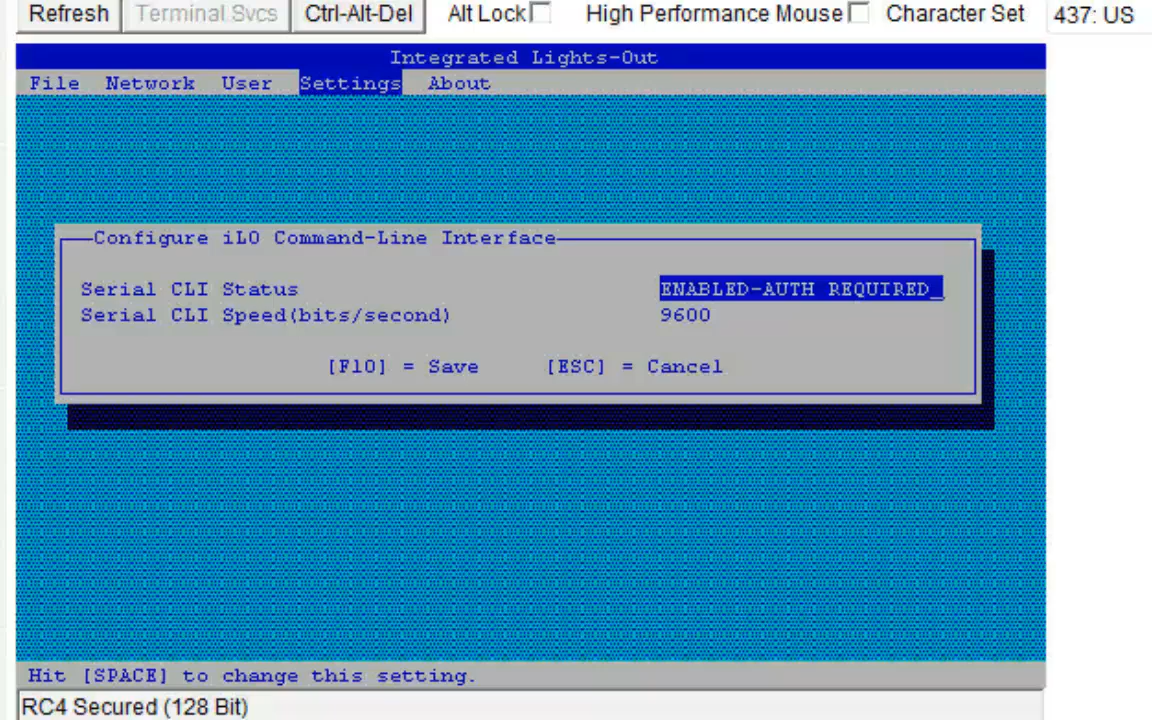 Refresh Terminal Svcs Ctrl-Alt-Del Alt Lock High Performance Mouse Character Set 437: US
Integrated Lights-Out
File Network User Settings About
Configure iLO Command-Line Interface
Serial CLI Status ENABLED-AUTH REQUIRED_
Serial CLI Speed(bits/second) 9600
[F10] = Save [ESC] = Cancel
Hit [SPACE] to change this setting.
RC4 Secured (128 Bit)